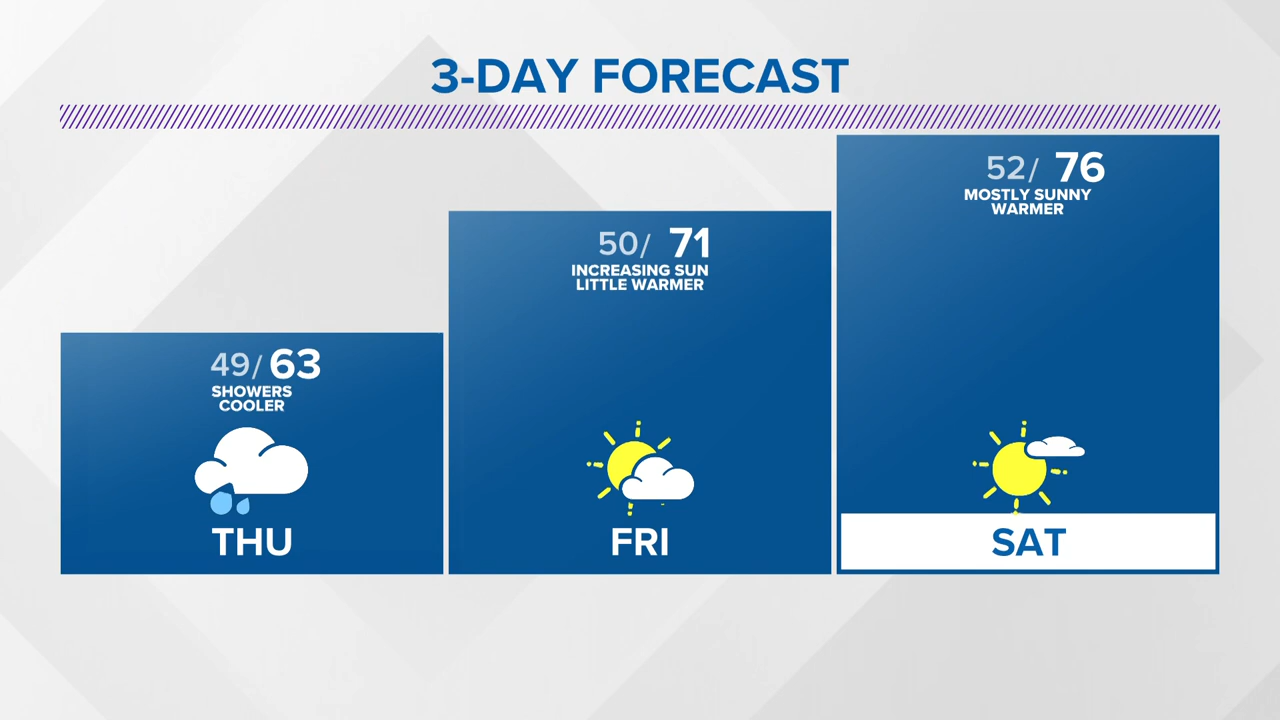 3-DAY FORECAST
49/ 63
SHOWERS
COOLER
THU
50/ 71
INCREASING SUN
LITTLE WARMER
FRI
52/ 76
MOSTLY SUNNY
WARMER
SAT